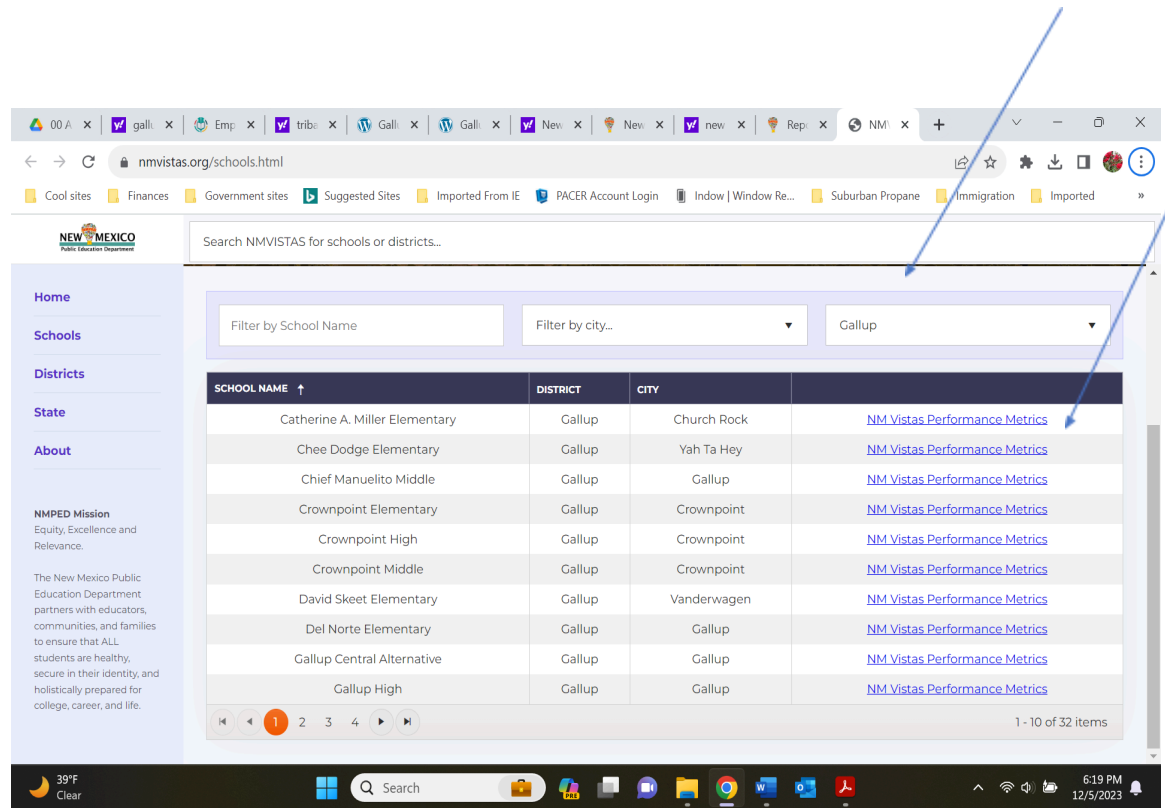 00 A
gallu
Emp
triba
Gallu
Gallu
New
New
new
Repo
NMV
nmvistas.org/schools.html
Cool sites
Finances
Government sites
Suggested Sites
Imported From IE
PACER Account Login
Indow | Window Re...
Suburban Propane
Immigration
Imported
»
NEW MEXICO
Public Education Department
Search NMVISTAS for schools or districts...
Home
Schools
Districts
State
About
NMPED Mission
Equity, Excellence and
Relevance.
The New Mexico Public
Education Department
partners with educators,
communities, and families
to ensure that ALL
students are healthy,
secure in their identity, and
holistically prepared for
college, career, and life.
Filter by School Name
Filter by city...
Gallup
SCHOOL NAME ↑ DISTRICT CITY
Catherine A. Miller Elementary Gallup Church Rock NM Vistas Performance Metrics
Chee Dodge Elementary Gallup Yah Ta Hey NM Vistas Performance Metrics
Chief Manuelito Middle Gallup Gallup NM Vistas Performance Metrics
Crownpoint Elementary Gallup Crownpoint NM Vistas Performance Metrics
Crownpoint High Gallup Crownpoint NM Vistas Performance Metrics
Crownpoint Middle Gallup Crownpoint NM Vistas Performance Metrics
David Skeet Elementary Gallup Vanderwagen NM Vistas Performance Metrics
Del Norte Elementary Gallup Gallup NM Vistas Performance Metrics
Gallup Central Alternative Gallup Gallup NM Vistas Performance Metrics
Gallup High Gallup Gallup NM Vistas Performance Metrics
1 2 3 4
1 - 10 of 32 items
39°F
Clear
Search
PRE
6:19 PM
12/5/2023